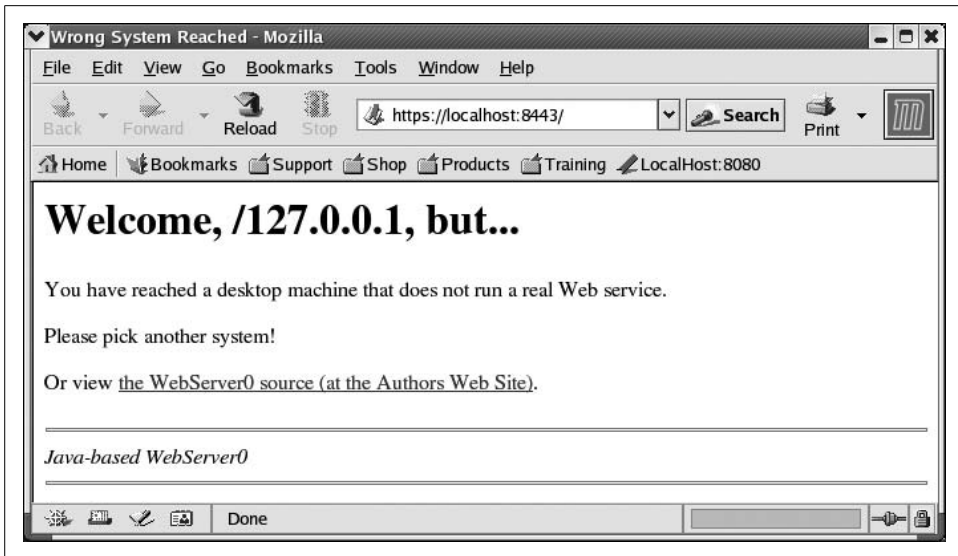 Wrong System Reached - Mozilla
File Edit View Go Bookmarks Tools Window Help
Back Forward Reload Stop https://localhost:8443/ Search Print
Home Bookmarks Support Shop Products Training LocalHost:8080
Welcome, /127.0.0.1, but...
You have reached a desktop machine that does not run a real Web service.
Please pick another system!
Or view the WebServer0 source (at the Authors Web Site).
Java-based WebServer0
Done